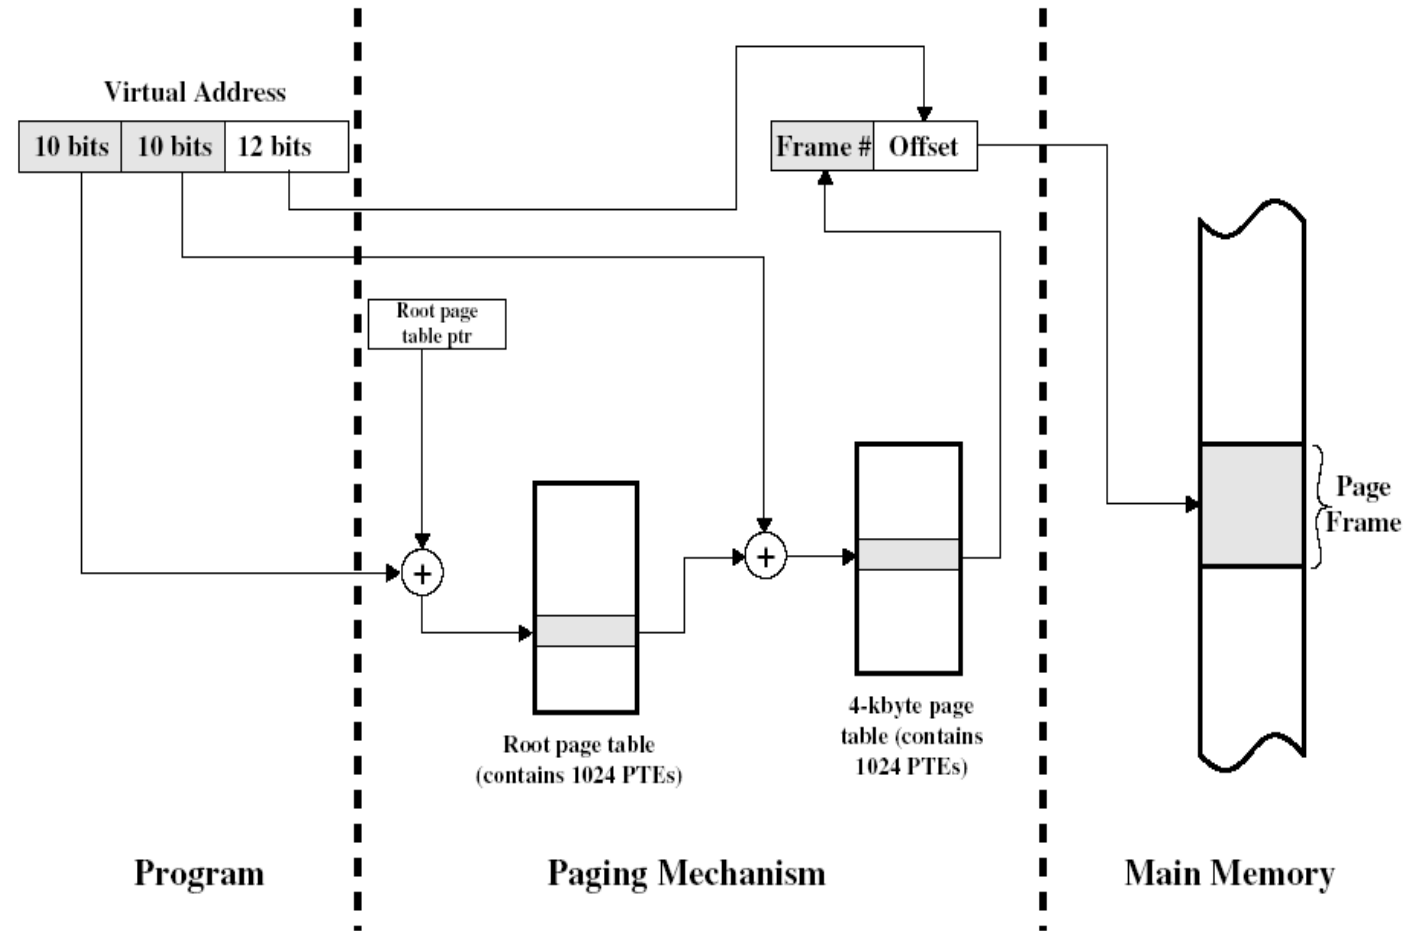 Virtual Address
10 bits 10 bits 12 bits
Frame # Offset
Root page
table ptr
+
+
Page
Frame
Root page table
(contains 1024 PTEs)
4-kbyte page
table (contains
1024 PTEs)
Program
Paging Mechanism
Main Memory